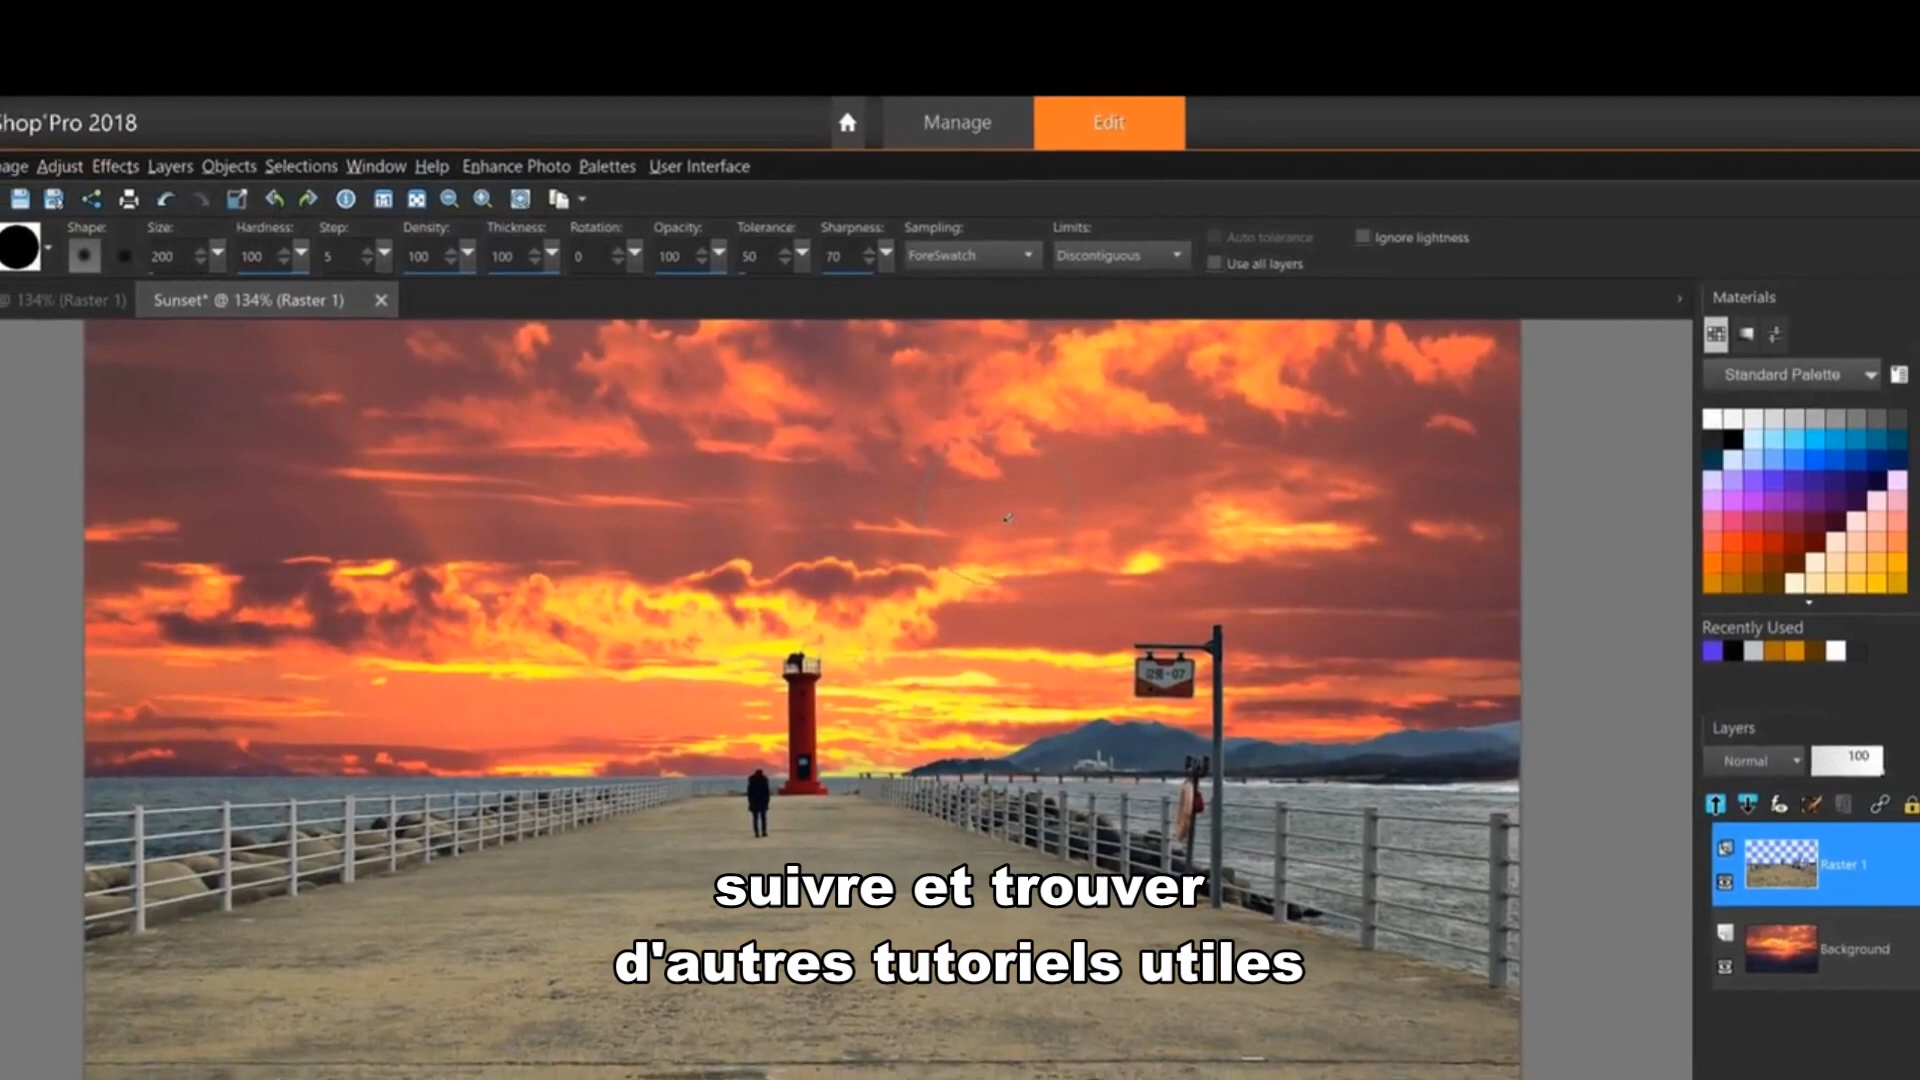 Shop Pro 2018
Manage
Edit
age Adjust Effects Layers Objects Selections Window Help Enhance Photo Palettes User Interface
Shape: Size: Hardness: Step: Density: Thickness: Rotation: Opacity: Tolerance: Sharpness: Sampling: Limits:
200 100 5 100 100 0 100 50 70 ForeSwatch Discontiguous
Auto tolerance
Ignore lightness
Use all layers
@ 134% (Raster 1)
Sunset* @ 134% (Raster 1)
Materials
Standard Palette
Recently Used
Layers
Normal 100
Raster 1
Background
suivre et trouver
d'autres tutoriels utiles